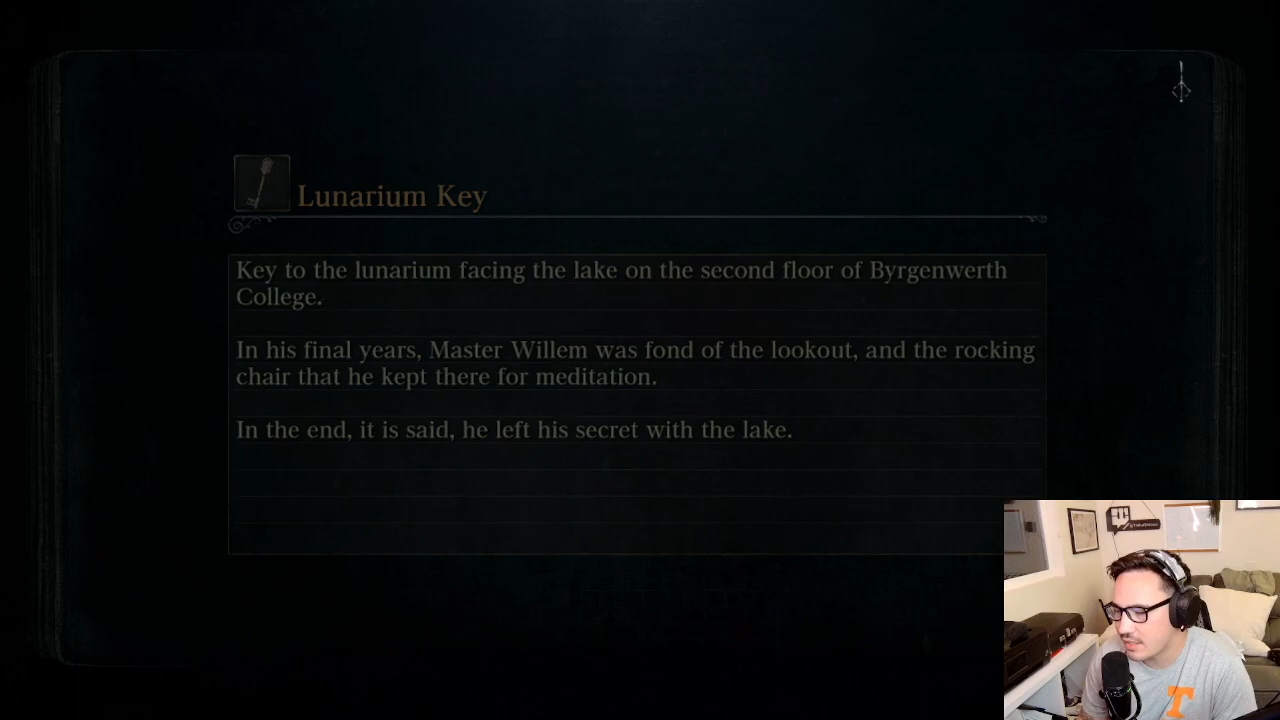 Lunarium Key
Key to the lunarium facing the lake on the second floor of Byrgenwerth
College.
In his final years, Master Willem was fond of the lookout, and the rocking
chair that he kept there for meditation.
In the end, it is said, he left his secret with the lake.
T